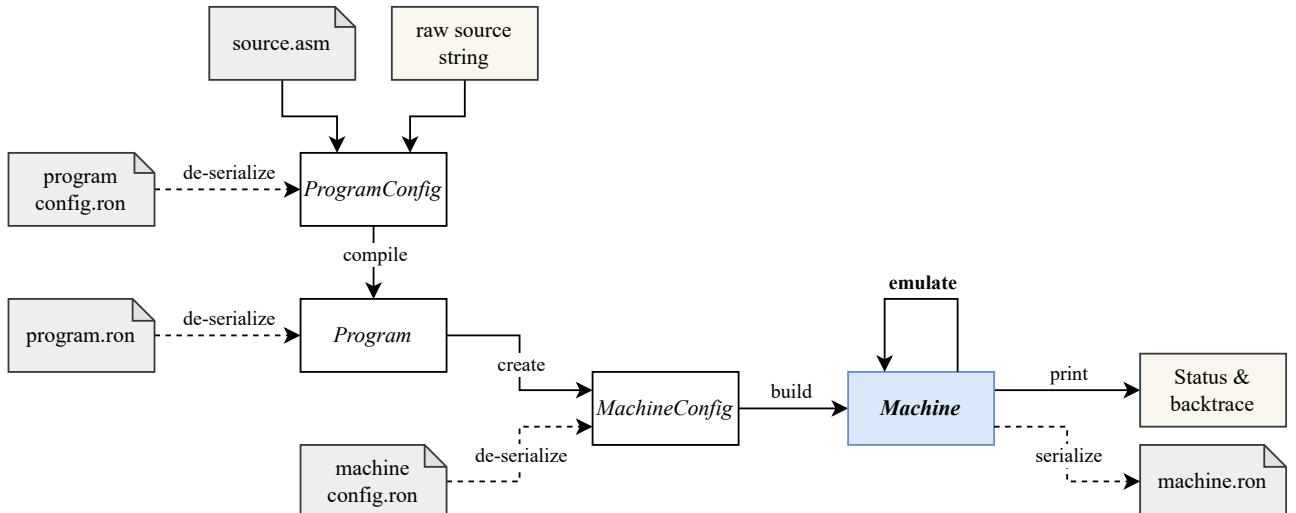 source.asm
raw source
string
program
config.ron
de-serialize
ProgramConfig
compile
program.ron
de-serialize
Program
create
machine
config.ron
de-serialize
MachineConfig
build
emulate
Machine
print
Status &
backtrace
serialize
machine.ron